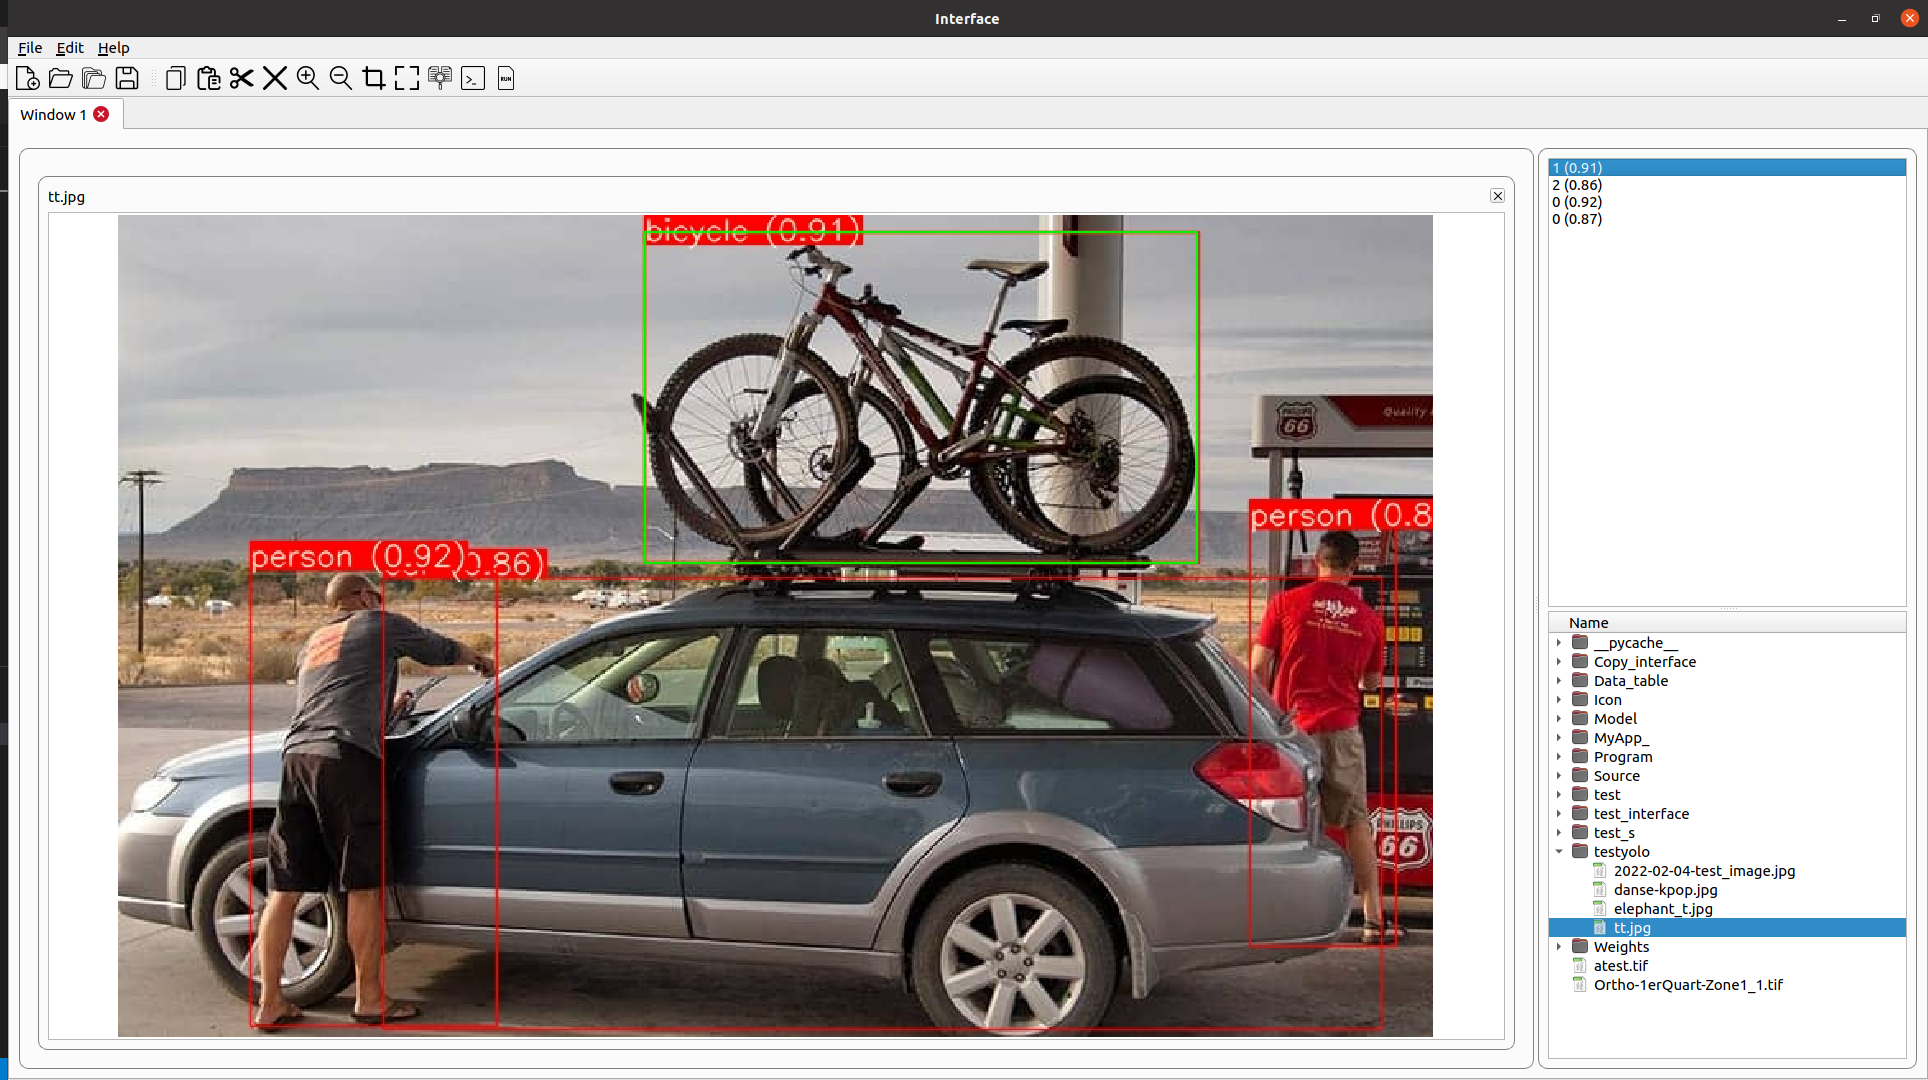 Interface
File Edit Help
RUN
Window 1
tt.jpg
bicycle (0.91)
person (0.92)
0.86)
person (0.8
PHILLIPS
66
Quality
PHILLIPS
66
1 (0.91)
2 (0.86)
0 (0.92)
0 (0.87)
Name
__pycache__
Copy_interface
Data_table
Icon
Model
MyApp_
Program
Source
test
test_interface
test_s
testyolo
2022-02-04-test_image.jpg
danse-kpop.jpg
elephant_t.jpg
tt.jpg
Weights
atest.tif
Ortho-1erQuart-Zone1_1.tif